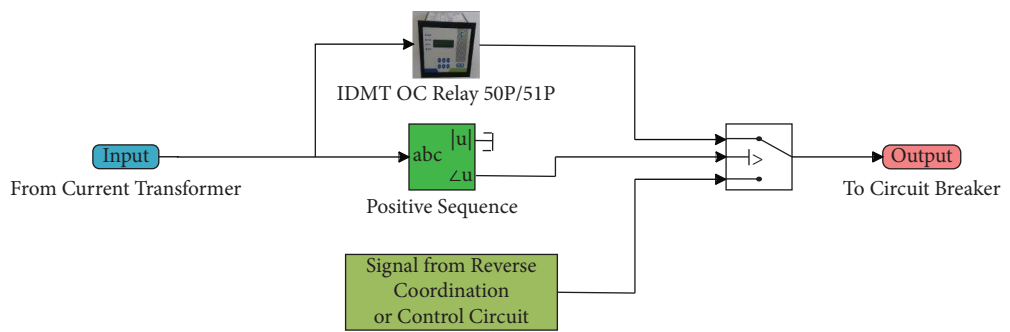 IDMT OC Relay 50P/51P
Input
From Current Transformer
abc
|u|
∠u
Positive Sequence
>
Output
To Circuit Breaker
Signal from Reverse
Coordination
or Control Circuit